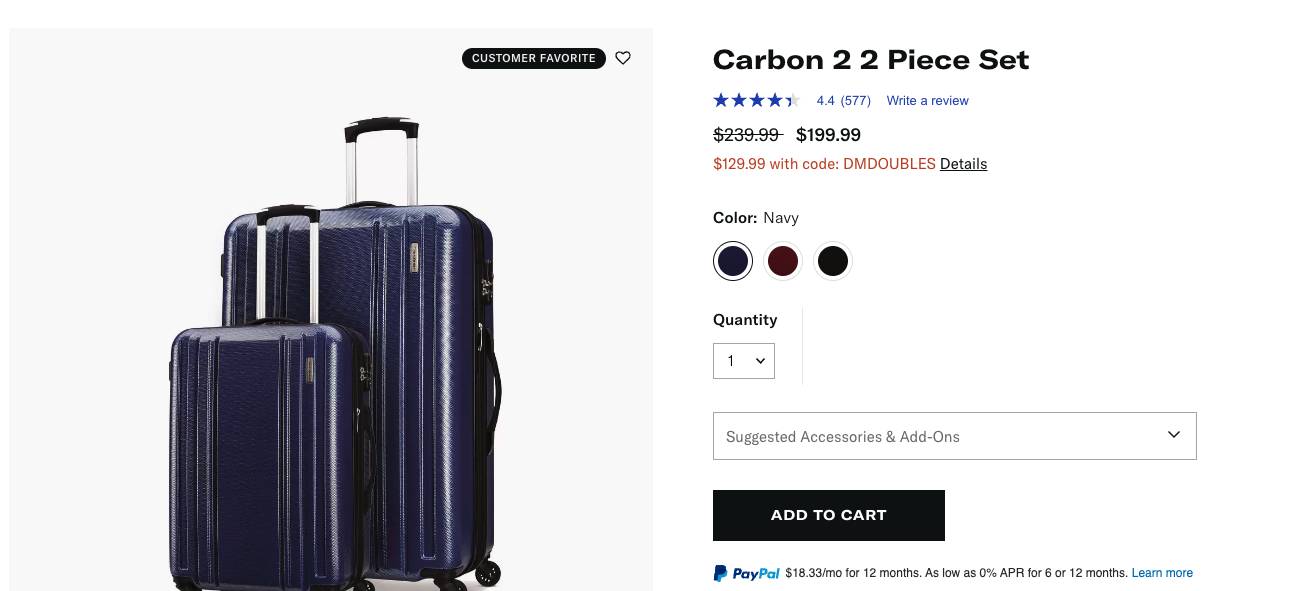 CUSTOMER FAVORITE
Carbon 2 2 Piece Set
4.4 (577) Write a review
$239.99 $199.99
$129.99 with code: DMDOUBLES Details
Color: Navy
Quantity
1
Suggested Accessories & Add-Ons
ADD TO CART
PayPal $18.33/mo for 12 months. As low as 0% APR for 6 or 12 months. Learn more